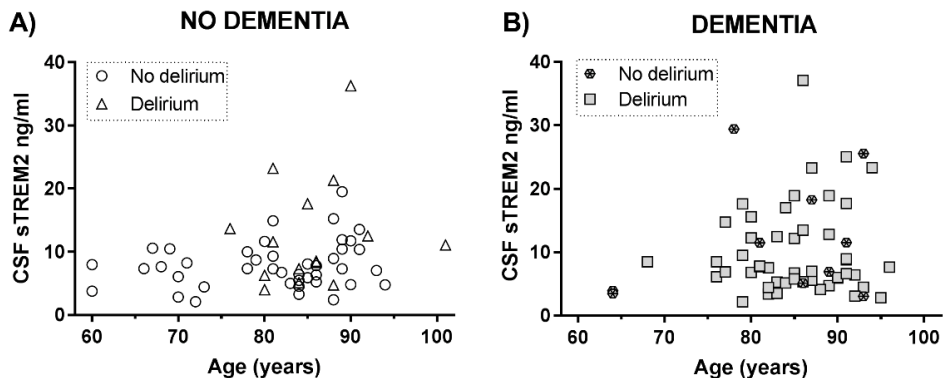 A) NO DEMENTIA
CSF sTREM2 ng/ml
40
30
20
10
0
No delirium
Delirium
60 70 80 90 100
Age (years)
B) DEMENTIA
CSF sTREM2 ng/ml
40
30
20
10
0
No delirium
Delirium
60 70 80 90 100
Age (years)